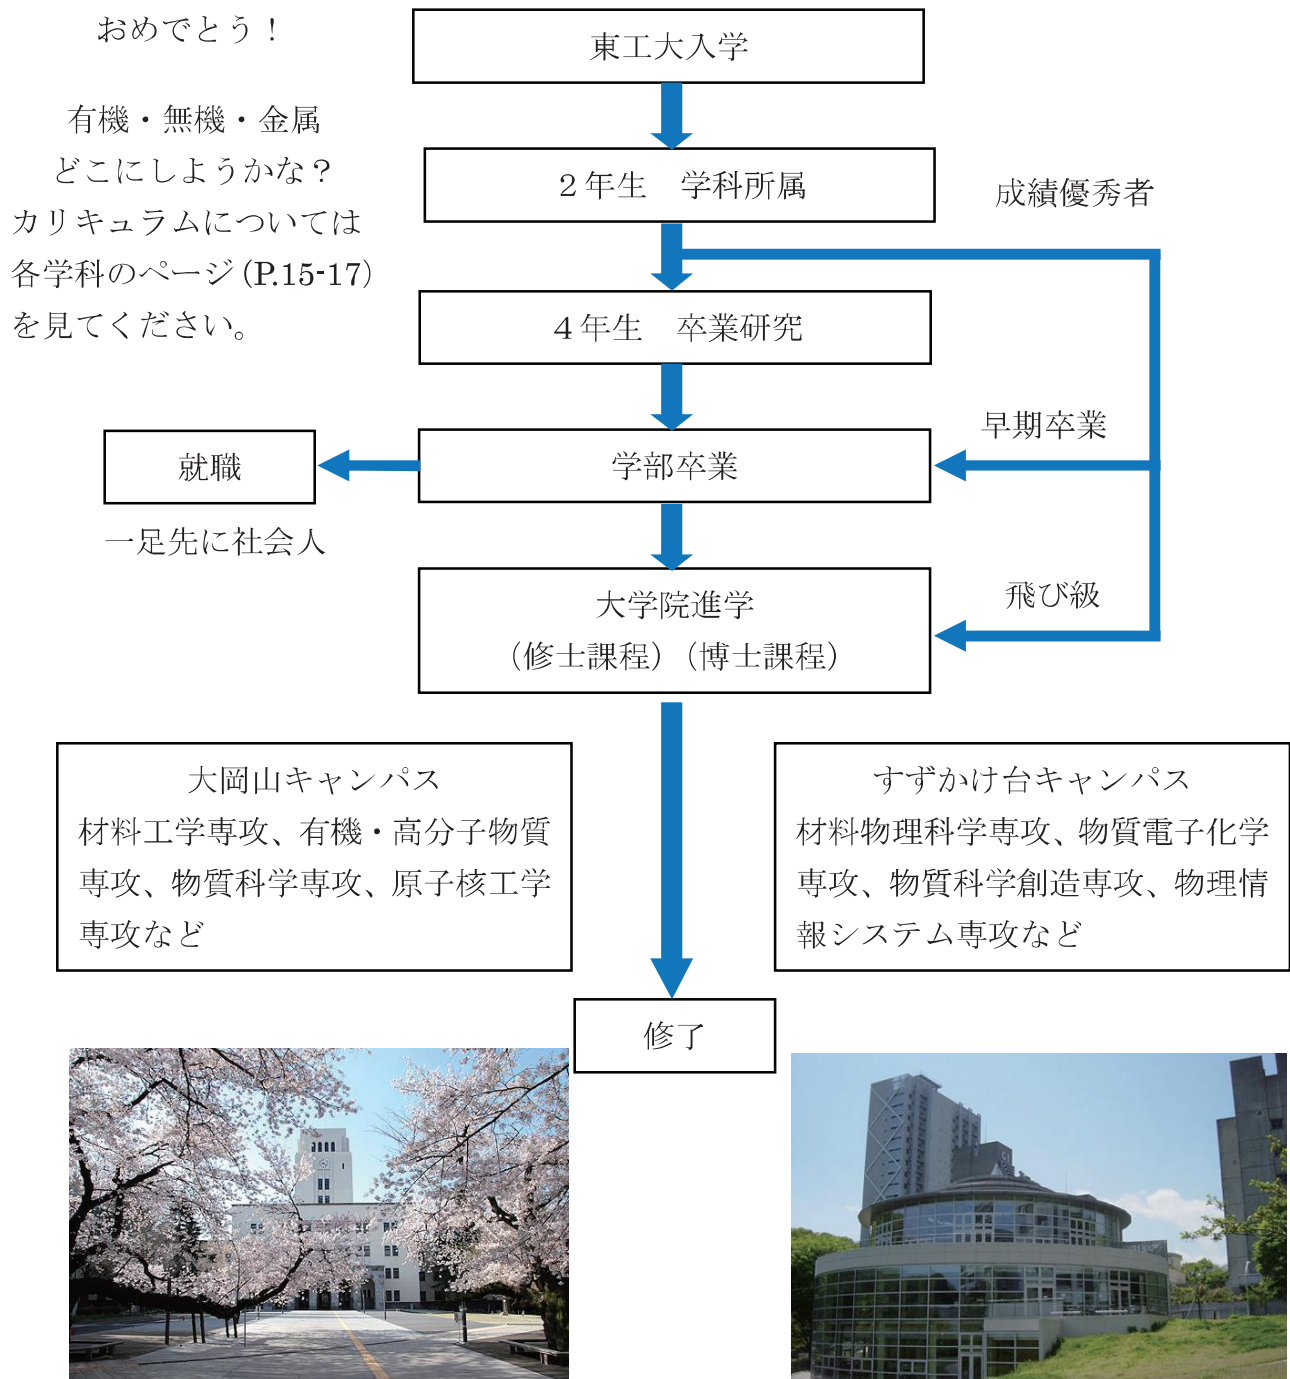 おめでとう！
東工大入学
有機・無機・金属
どこにしようかな？
カリキュラムについては
各学科のページ(P.15-17)
を見てください。
２年生　学科所属
成績優秀者
４年生　卒業研究
早期卒業
学部卒業
就職
一足先に社会人
飛び級
大学院進学
（修士課程）（博士課程）
大岡山キャンパス
材料工学専攻、有機・高分子物質
専攻、物質科学専攻、原子核工学
専攻など
すずかけ台キャンパス
材料物理科学専攻、物質電子化学
専攻、物質科学創造専攻、物理情
報システム専攻など
修了